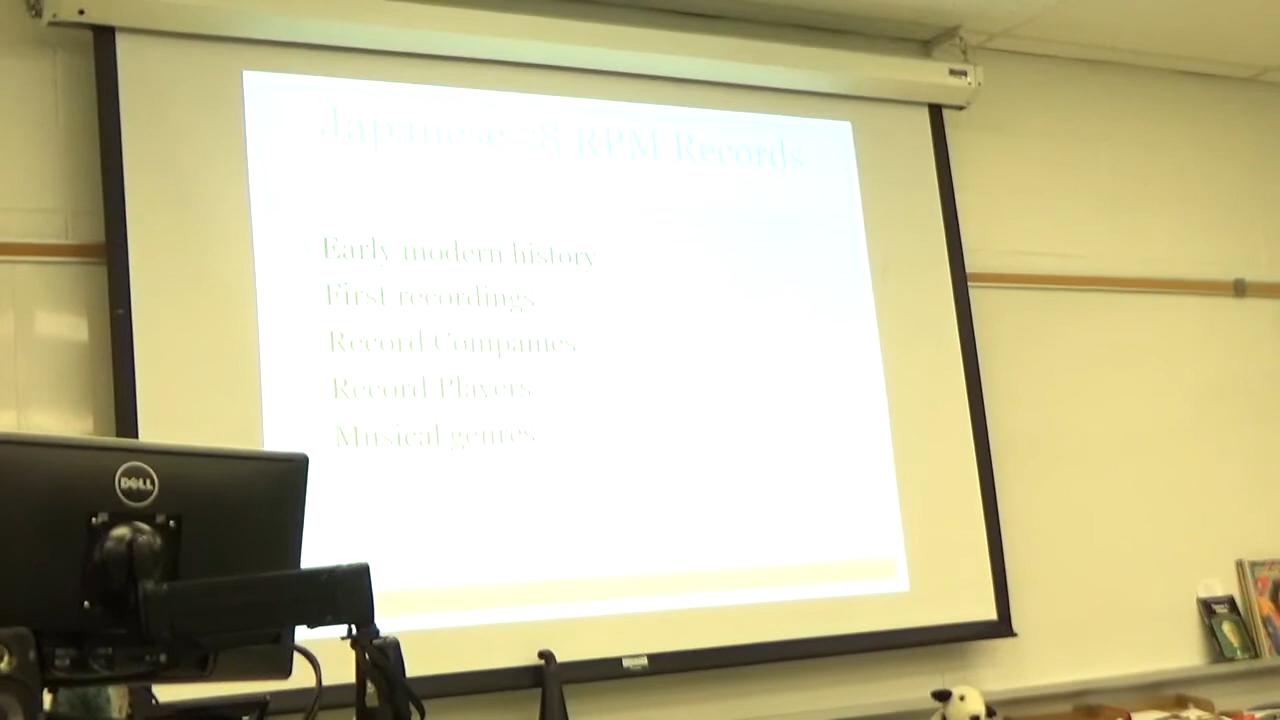 Japanese 78 RPM Records
Early modern history
First recordings
Record Companies
Record Players
Musical genres
DELL